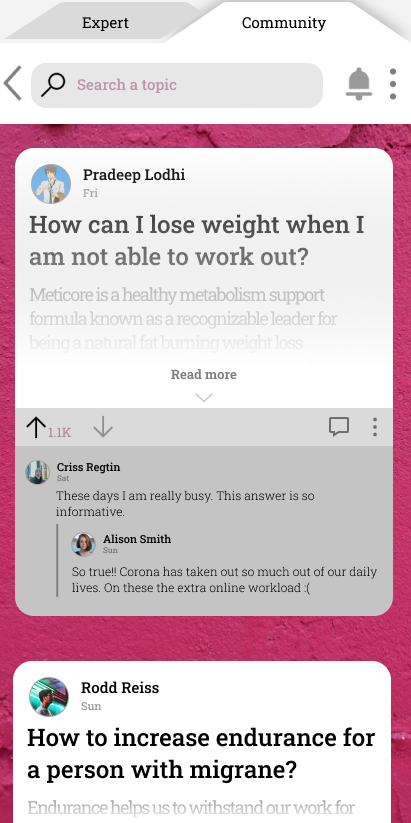 Expert
Community
Search a topic
Pradeep Lodhi
Fri
How can I lose weight when I
am not able to work out?
Meticore is a healthy metabolism support
formula known as a recognizable leader for
being a natural fat burning weight loss
Read more
1.1K
Criss Regtin
Sat
These days I am really busy. This answer is so
informative.
Alison Smith
Sun
So true!! Corona has taken out so much out of our daily
lives. On these the extra online workload :(
Rodd Reiss
Sun
How to increase endurance for
a person with migrane?
Endurance helps us to withstand our work for